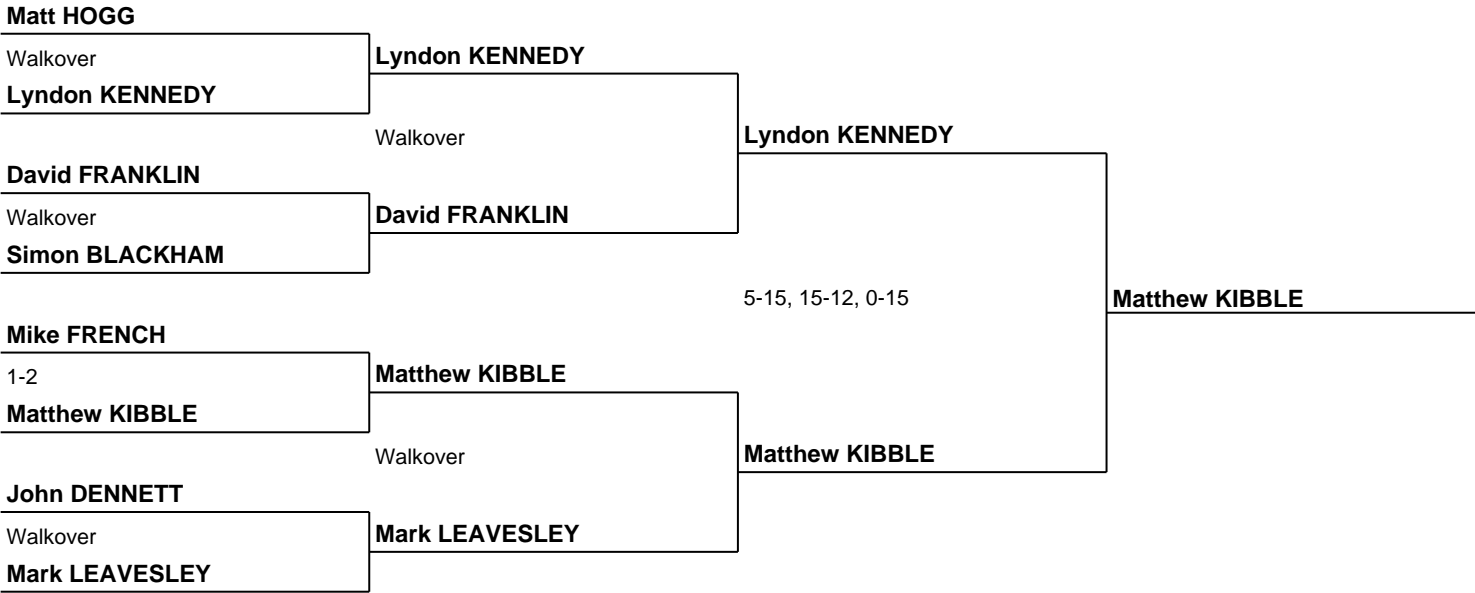 Matt HOGG
Walkover
Lyndon KENNEDY
Lyndon KENNEDY
Walkover
Lyndon KENNEDY
David FRANKLIN
Walkover
David FRANKLIN
Simon BLACKHAM
5-15, 15-12, 0-15
Matthew KIBBLE
Mike FRENCH
1-2
Matthew KIBBLE
Matthew KIBBLE
Walkover
Matthew KIBBLE
John DENNETT
Walkover
Mark LEAVESLEY
Mark LEAVESLEY